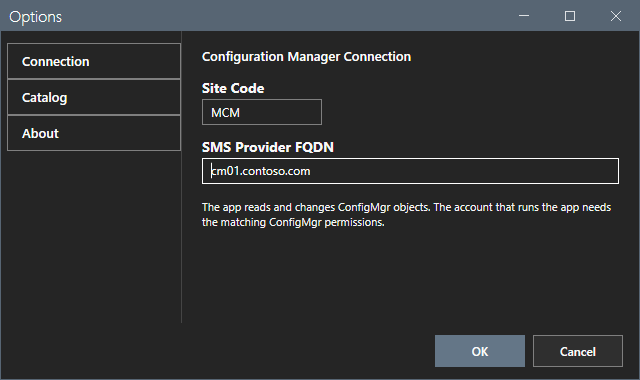 Options
Connection
Catalog
About
Configuration Manager Connection
Site Code
MCM
SMS Provider FQDN
cm01.contoso.com
The app reads and changes ConfigMgr objects. The account that runs the app needs
the matching ConfigMgr permissions.
OK
Cancel